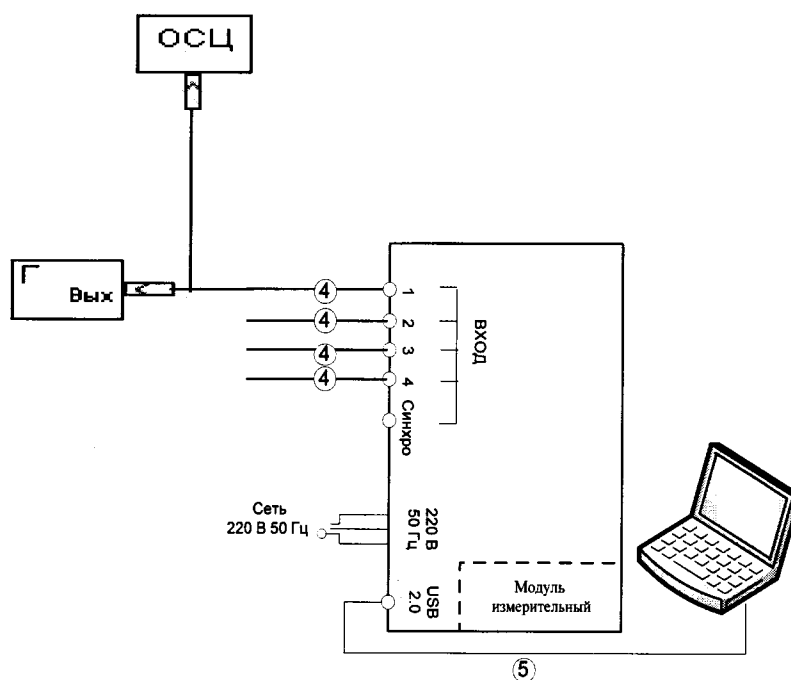 ОСЦ
Г
Вых
4
4
4
4
1
2
3
4
Синхро
ВХОД
Сеть
220 В 50 Гц
220 В
50 Гц
USB
2.0
Модуль
измерительный
5